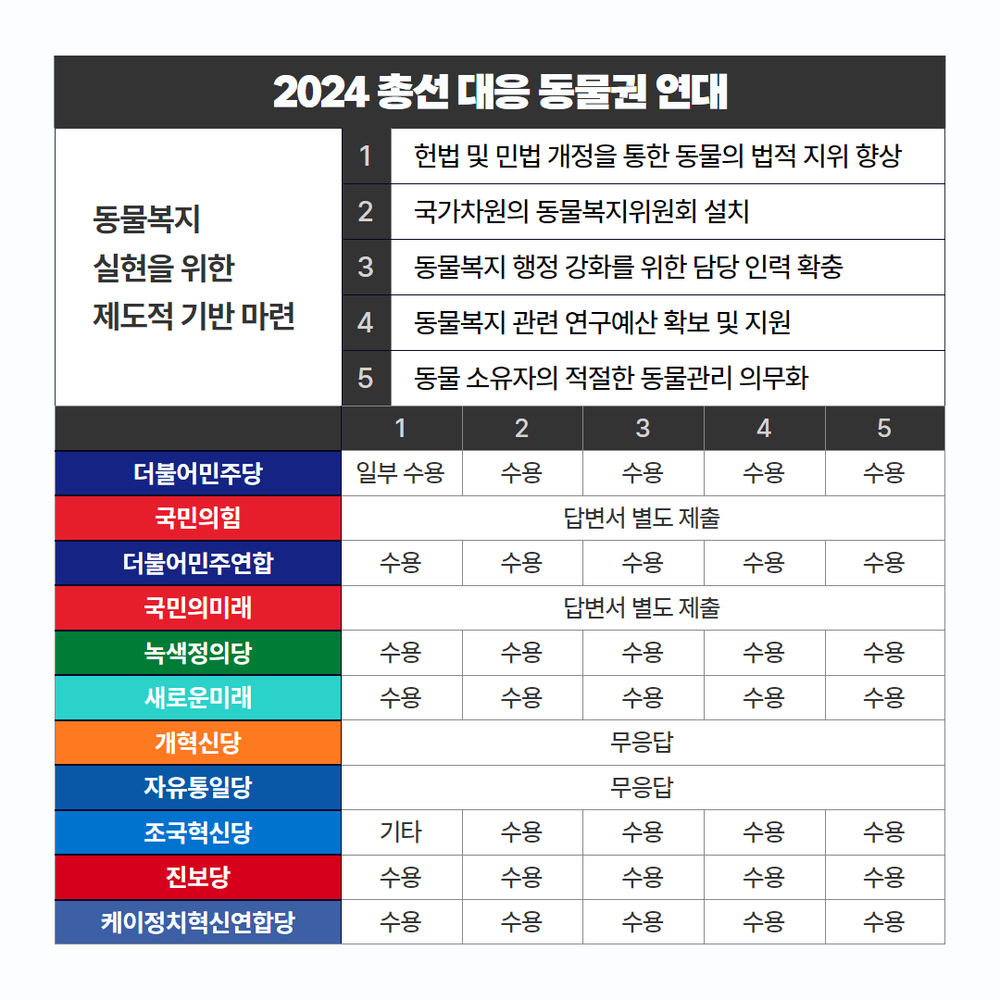 2024 총선 대응 동물권 연대
동물복지
실현을 위한
제도적 기반 마련
1 헌법 및 민법 개정을 통한 동물의 법적 지위 향상
2 국가차원의 동물복지위원회 설치
3 동물복지 행정 강화를 위한 담당 인력 확충
4 동물복지 관련 연구예산 확보 및 지원
5 동물 소유자의 적절한 동물관리 의무화
1 2 3 4 5
더불어민주당 일부 수용 수용 수용 수용 수용
국민의힘 답변서 별도 제출
더불어민주연합 수용 수용 수용 수용 수용
국민의미래 답변서 별도 제출
녹색정의당 수용 수용 수용 수용 수용
새로운미래 수용 수용 수용 수용 수용
개혁신당 무응답
자유통일당 무응답
조국혁신당 기타 수용 수용 수용 수용
진보당 수용 수용 수용 수용 수용
케이정치혁신연합당 수용 수용 수용 수용 수용